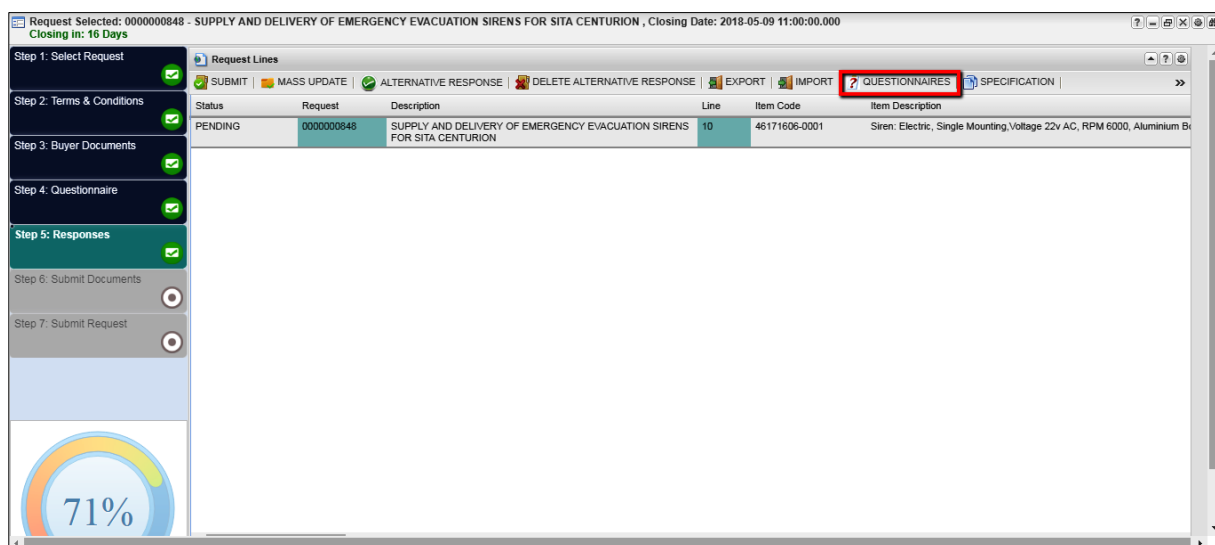 Request Selected: 0000000848 - SUPPLY AND DELIVERY OF EMERGENCY EVACUATION SIRENS FOR SITA CENTURION , Closing Date: 2018-05-09 11:00:00.000
Closing in: 16 Days
Step 1: Select Request
Step 2: Terms & Conditions
Step 3: Buyer Documents
Step 4: Questionnaire
Step 5: Responses
Step 6: Submit Documents
Step 7: Submit Request
71%
Request Lines
SUBMIT | MASS UPDATE | ALTERNATIVE RESPONSE | DELETE ALTERNATIVE RESPONSE | EXPORT | IMPORT ? QUESTIONNAIRES SPECIFICATION | »
Status Request Description Line Item Code Item Description
PENDING 0000000848 SUPPLY AND DELIVERY OF EMERGENCY EVACUATION SIRENS 10 46171606-0001 Siren: Electric, Single Mounting,Voltage 22v AC, RPM 6000, Aluminium
FOR SITA CENTURION